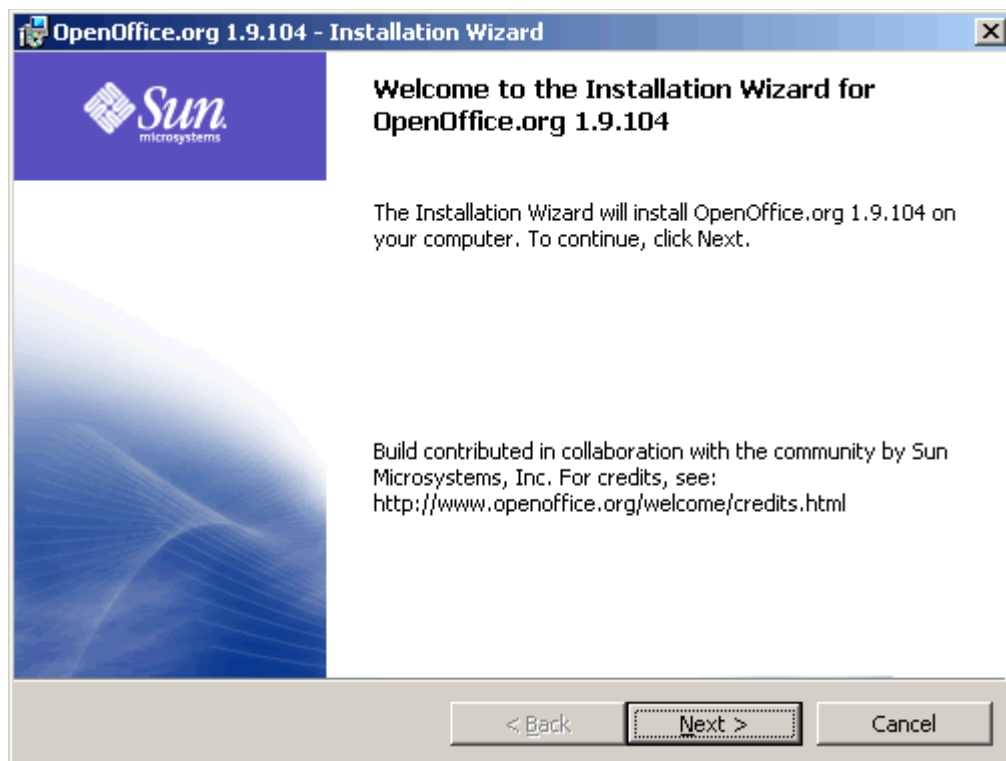 OpenOffice.org 1.9.104 - Installation Wizard
Sun
microsystems
Welcome to the Installation Wizard for
OpenOffice.org 1.9.104
The Installation Wizard will install OpenOffice.org 1.9.104 on
your computer. To continue, click Next.
Build contributed in collaboration with the community by Sun
Microsystems, Inc. For credits, see:
http://www.openoffice.org/welcome/credits.html
< Back
Next >
Cancel